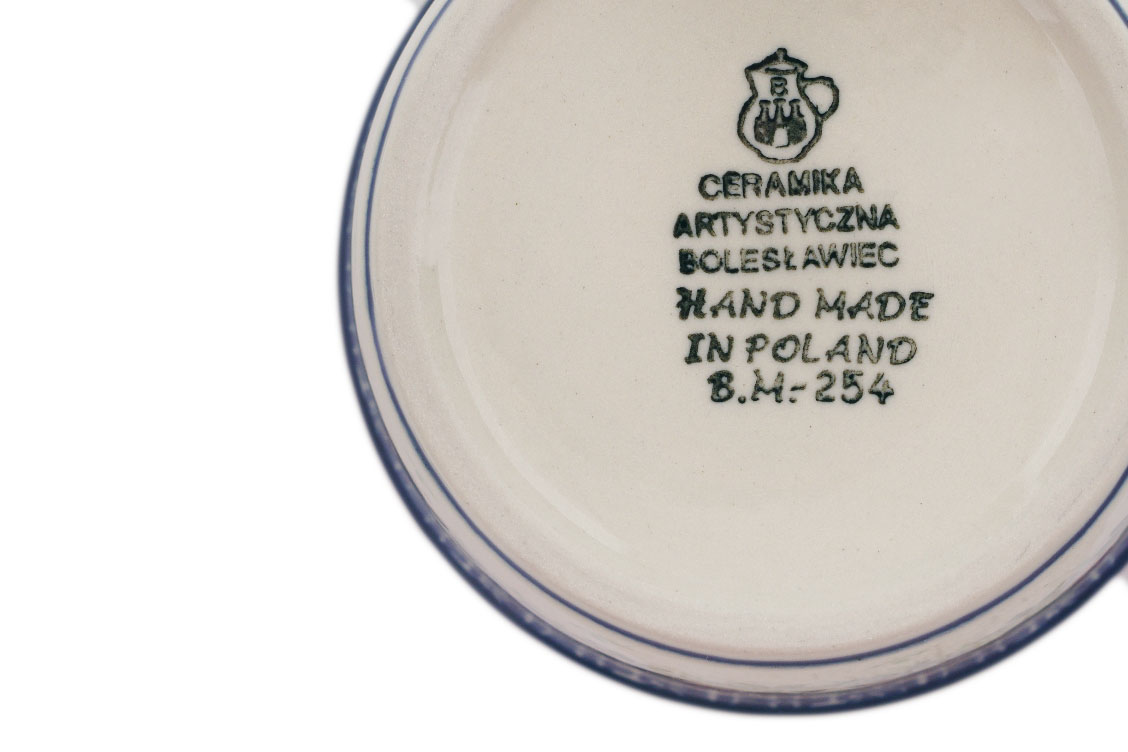 B
CERAMIKA
ARTYSTYCZNA
BOLESŁAWIEC
HAND MADE
IN POLAND
B.M.-254